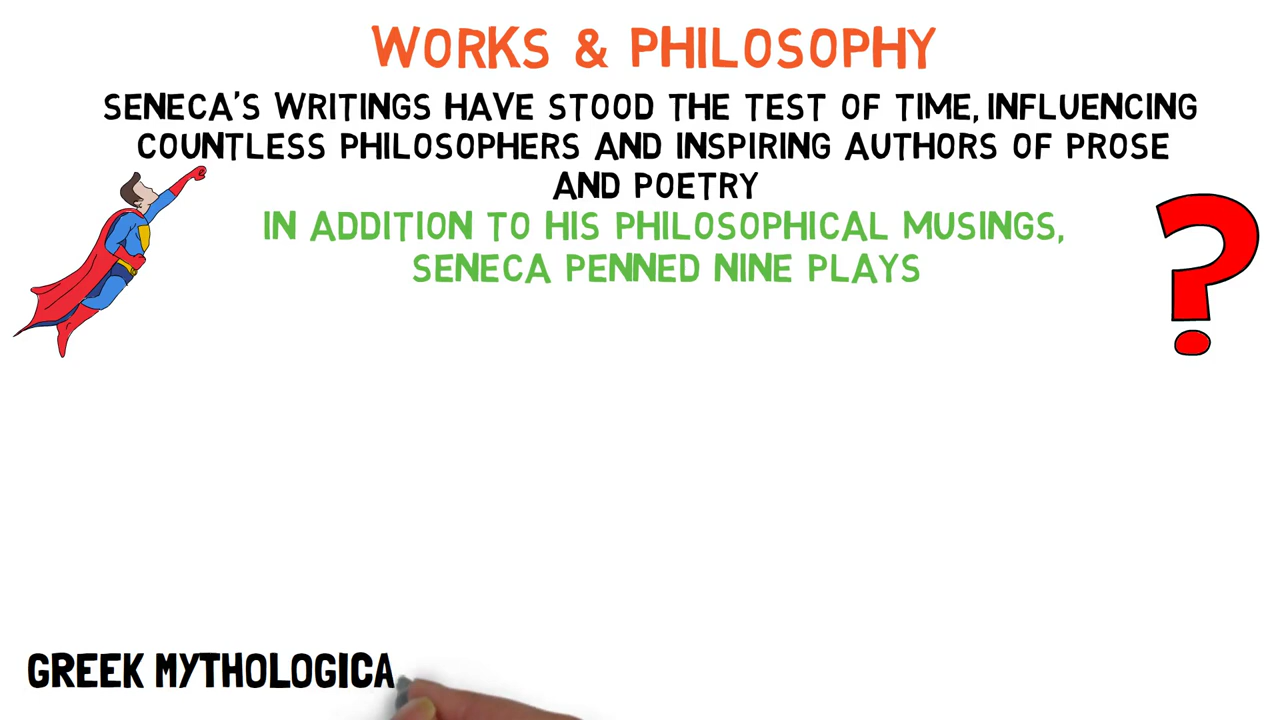 WORKS & PHILOSOPHY
SENECA'S WRITINGS HAVE STOOD THE TEST OF TIME, INFLUENCING
COUNTLESS PHILOSOPHERS AND INSPIRING AUTHORS OF PROSE
AND POETRY
IN ADDITION TO HIS PHILOSOPHICAL MUSINGS,
SENECA PENNED NINE PLAYS
?
GREEK MYTHOLOGICA